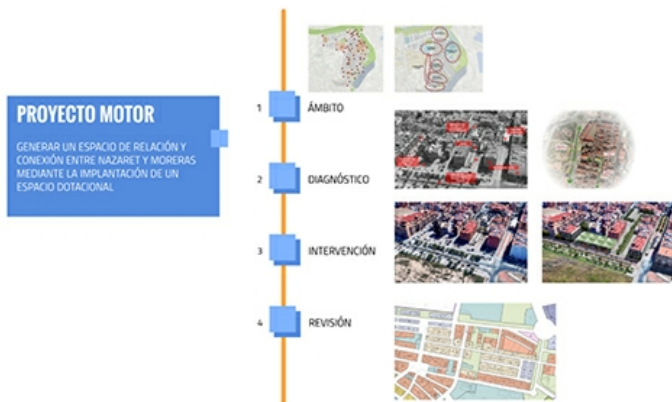 PROYECTO MOTOR
GENERAR UN ESPACIO DE RELACIÓN Y
CONEXIÓN ENTRE NAZARET Y MORERAS
MEDIANTE LA IMPLANTACIÓN DE UN
ESPACIO DOTACIONAL
1 ÁMBITO
2 DIAGNÓSTICO
3 INTERVENCIÓN
4 REVISIÓN